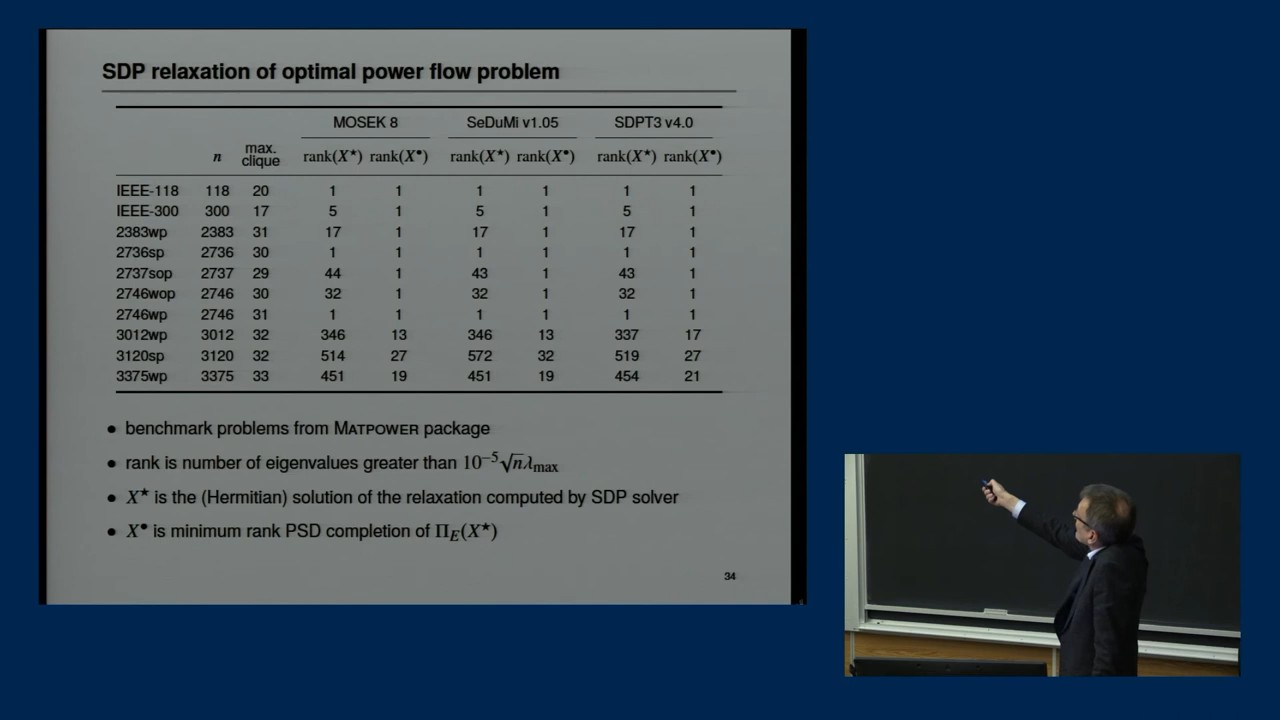 SDP relaxation of optimal power flow problem
MOSEK 8 SeDuMi v1.05 SDPT3 v4.0
n max. clique rank(X★) rank(X•) rank(X★) rank(X•) rank(X★) rank(X•)
IEEE-118 118 20 1 1 1 1 1 1
IEEE-300 300 17 5 1 5 1 5 1
2383wp 2383 31 17 1 17 1 17 1
2736sp 2736 30 1 1 1 1 1 1
2737sop 2737 29 44 1 43 1 43 1
2746wop 2746 30 32 1 32 1 32 1
2746wp 2746 31 1 1 1 1 1 1
3012wp 3012 32 346 13 346 13 337 17
3120sp 3120 32 514 27 572 32 519 27
3375wp 3375 33 451 19 451 19 454 21
• benchmark problems from MATPOWER package
• rank is number of eigenvalues greater than 10⁻⁵√nλmax
• X★ is the (Hermitian) solution of the relaxation computed by SDP solver
• X• is minimum rank PSD completion of ΠE(X★)
34